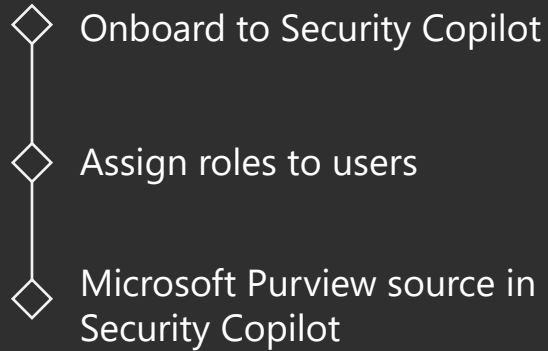 Onboard to Security Copilot
Assign roles to users
Microsoft Purview source in
Security Copilot